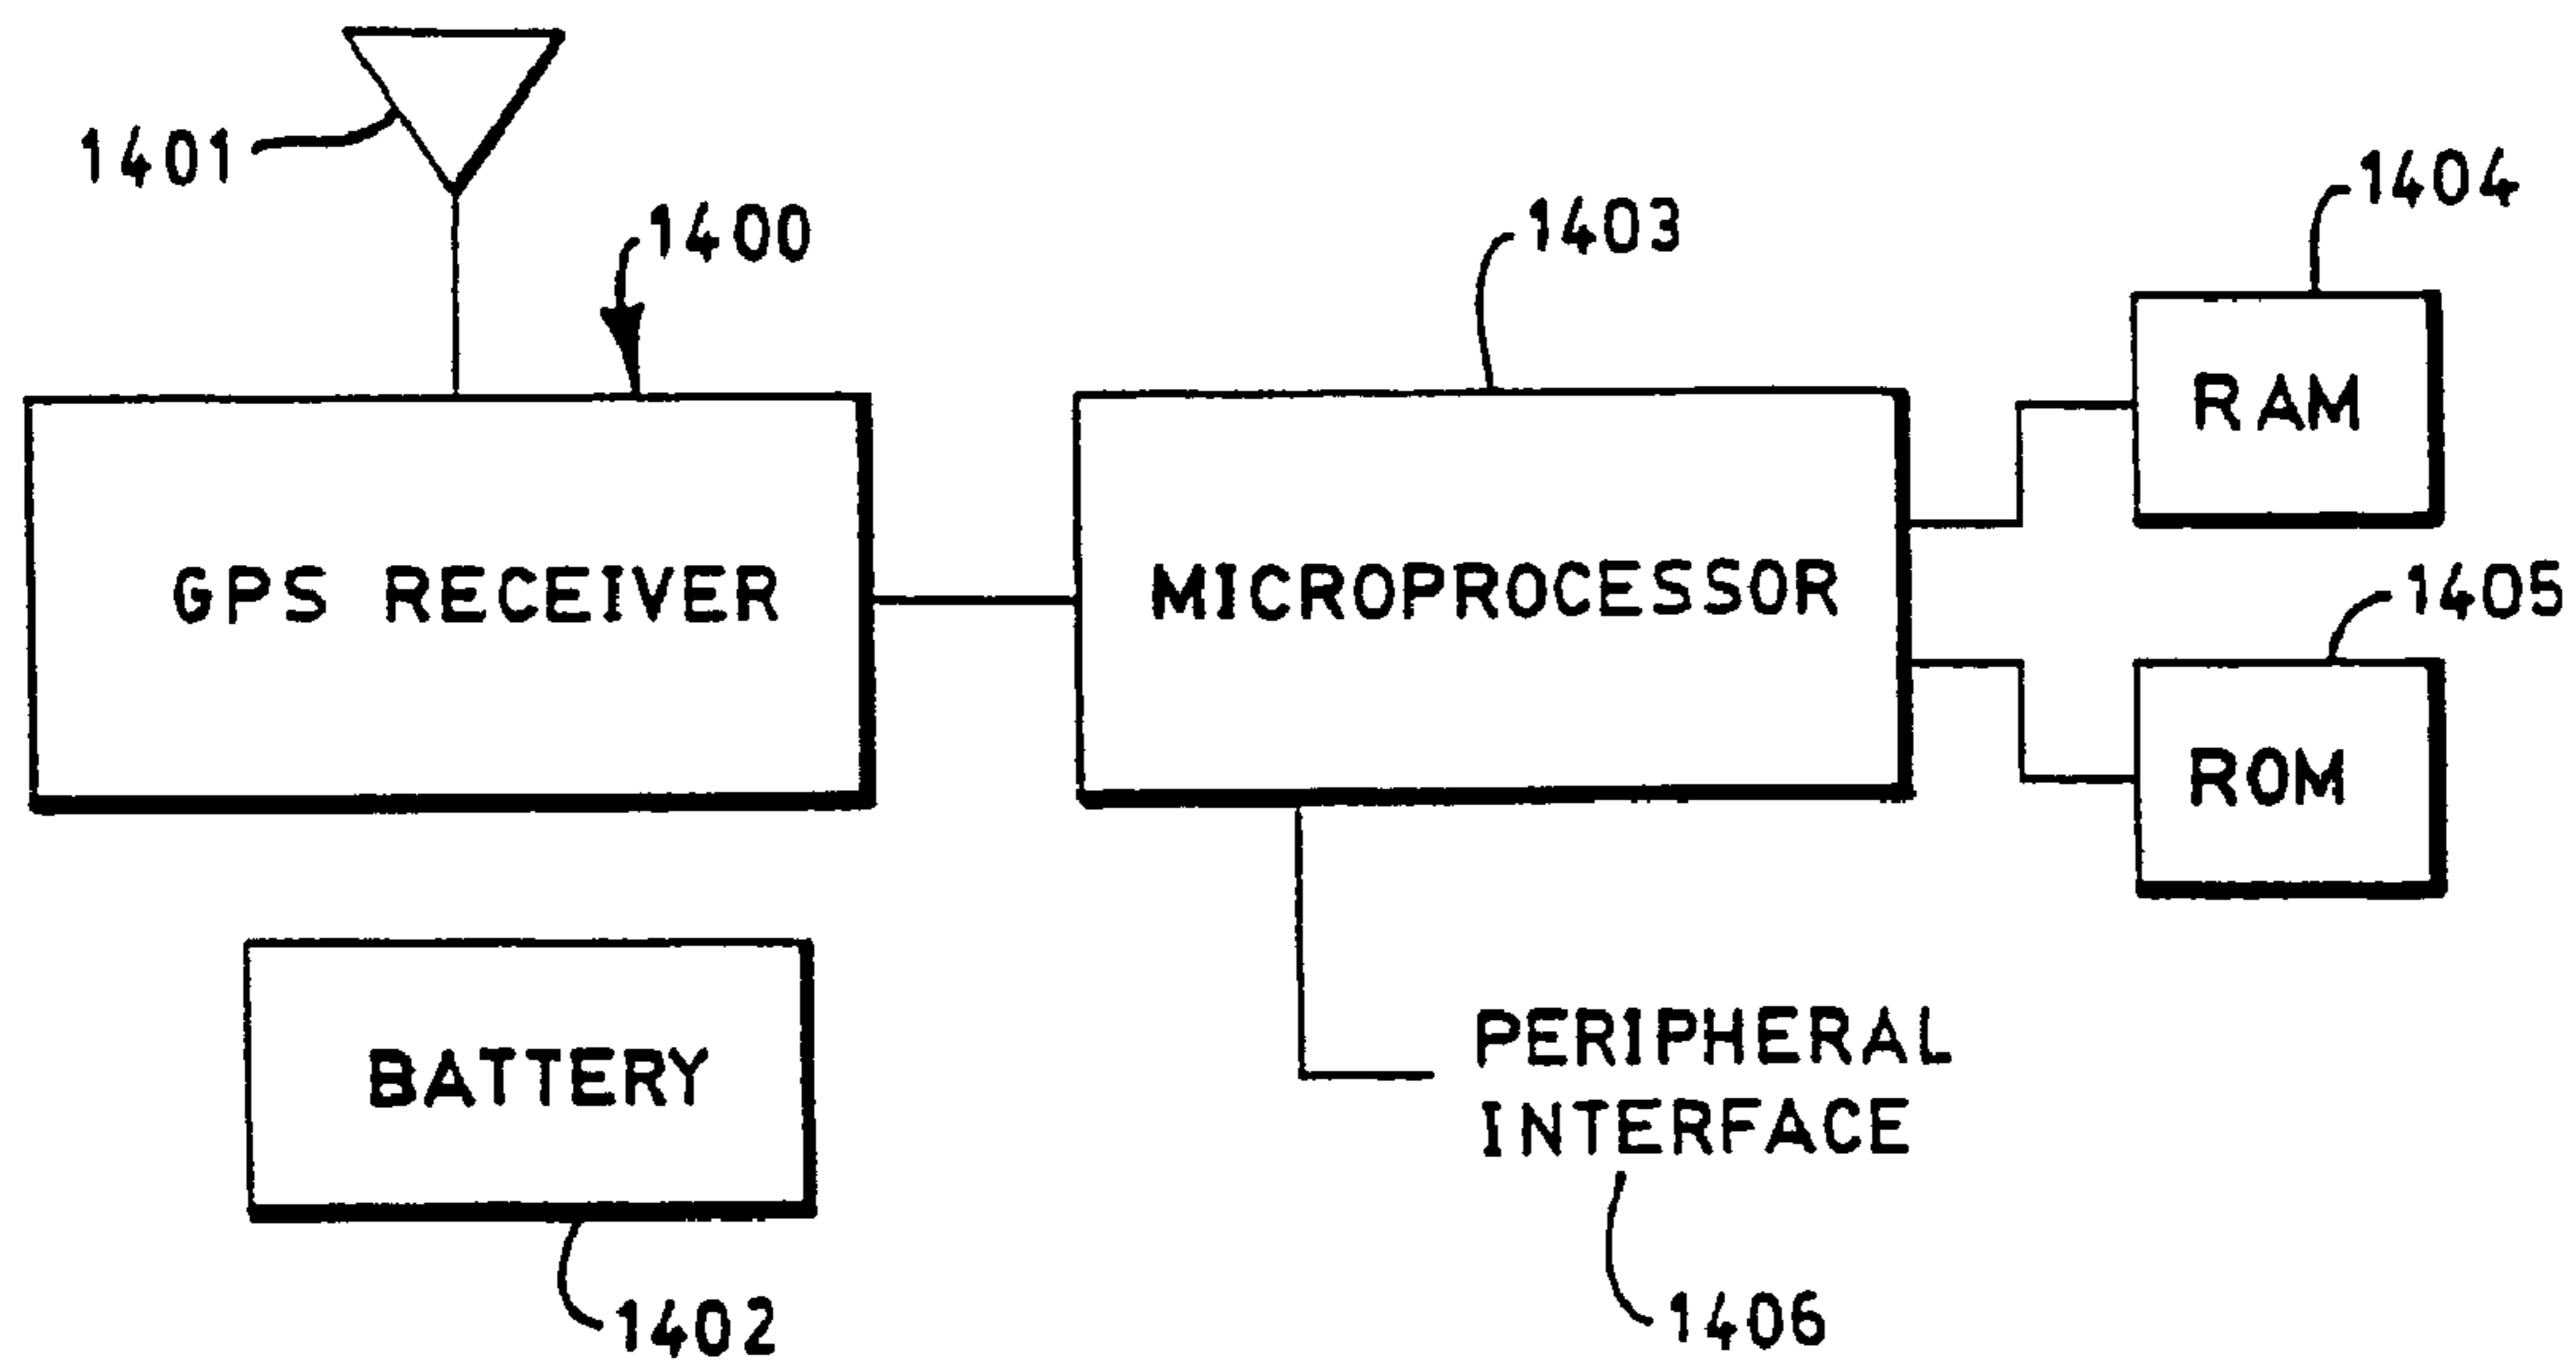 1401
1400
1403
1404
RAM
GPS RECEIVER
MICROPROCESSOR
1405
ROM
BATTERY
PERIPHERAL
INTERFACE
1402
1406